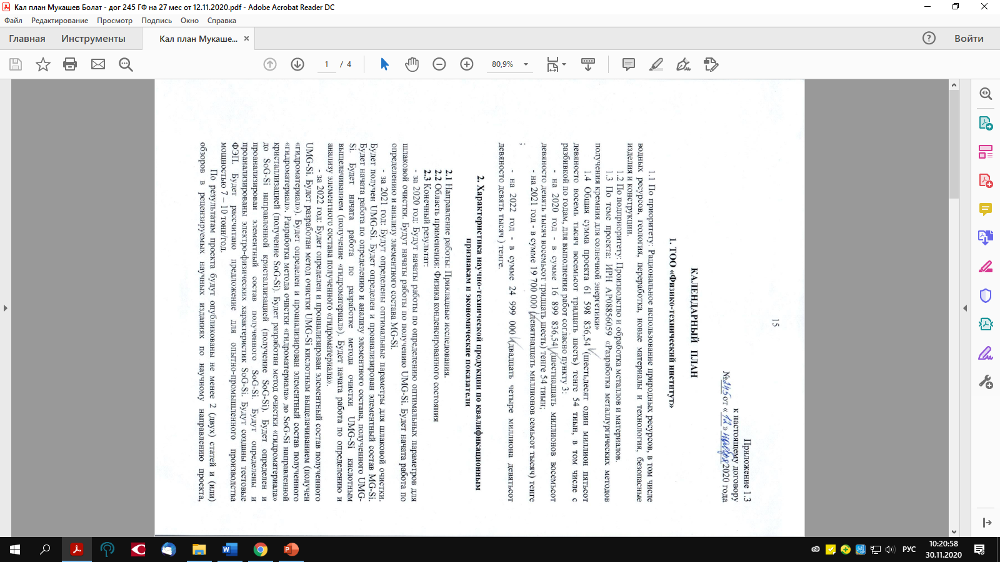 Кал план Мукашев Болат - дог 245 ГФ на 27 мес от 12.11.2020.pdf - Adobe Acrobat Reader DC
Файл Редактирование Просмотр Подпись Окно Справка
Главная Инструменты Кал план Мукаше... × Войти
1 / 4 80,9%
15
Приложение 1.3
к настоящему договору
№245 от «12» ноября 2020 года
КАЛЕНДАРНЫЙ ПЛАН
1. ТОО «Физико-технический институт»
1.1 По приоритету: Рациональное использование природных ресурсов, в том числе
водных ресурсов, геология, переработка, новые материалы и технология, безопасные
изделия и конструкции.
1.2 По подприоритету: Производство и обработка металлов и материалов.
1.3 По теме проекта: ИРН АР08856059 «Разработка металлургических методов
получения кремния для солнечной энергетики»
1.4 Общая сумма проекта 61 598 836,54 (шестьдесят один миллион пятьсот
девяносто восемь тысяч восемьсот тридцать шесть) тенге 54 тиын, в том числе с
разбивкой по годам, для выполнения работ согласно пункту 3:
- на 2020 год - в сумме 16 899 836,54 (шестнадцать миллионов восемьсот
девяносто девять тысяч восемьсот тридцать шесть) тенге 54 тиын;
- на 2021 год - в сумме 19 700 000 (девятнадцать миллионов семьсот тысяч) тенге
;
- на 2022 год - в сумме 24 999 000 (двадцать четыре миллиона девятьсот
девяносто девять тысяч ) тенге.
2. Характеристика научно-технической продукции по квалификационным
признакам и экономические показатели
2.1 Направление работы: Прикладные исследования.
2.2 Область применения: Физика конденсированного состояния
2.3 Конечный результат:
- за 2020 год: Будут начаты работы по определению оптимальных параметров для
шлаковой очистки. Будут начаты работы по получению UMG-Si. Будет начата работа по
определению и анализу элементного состава MG-Si.
- за 2021 год: Будут определены оптимальные параметры для шлаковой очистки.
Будет получен UMG-Si. Будет определен и проанализирован элементный состав MG-Si.
Будет начата работа по определению и анализу элементного состава, полученного UMG-
Si. Будет начата работа по разработке метода очистки UMG-Si кислотным
выщелачиванием (получение «гидроматериал»). Будет начата работа по определению и
анализу элементного состава полученного «гидроматериала».
- за 2022 год: Будет определен и проанализирован элементный состав полученного
UMG-Si. Будет разработан метод очистки UMG-Si кислотным выщелачиванием (получен
«гидроматериал»). Будет определен и проанализирован элементный состав полученного
«гидроматериал». Разработка метода очистки «гидроматериала» до SoG-Si направленной
кристаллизацией (получение SoG-Si). Будет разработан метод очистки «гидроматериала»
до SoG-Si направленной кристаллизацией (получение SoG-Si). Будет определен и
проанализирован элементный состав полученного SoG-Si. Будут определены и
проанализированы электро-физических характеристик SoG-Si. Будут созданы тестовые
ФЭП. Будет рассчитано предложение для опытно-промышленного производства
мощностью 7 – 10 тонн/год.
По результатам проекта будут опубликованы не менее 2 (двух) статей и (или)
обзоров в рецензируемых научных изданиях по научному направлению проекта,
РУС
10:20:58
30.11.2020